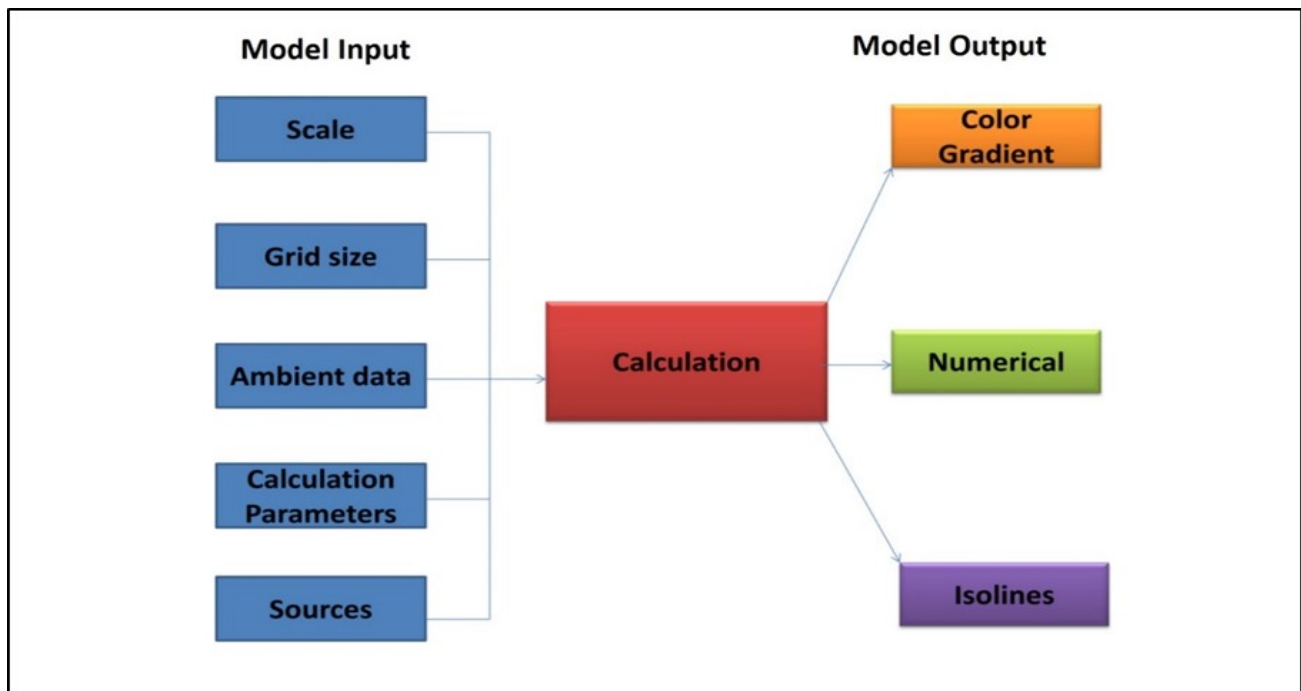 Model Input
Model Output
Scale
Grid size
Ambient data
Calculation
Parameters
Sources
Calculation
Color
Gradient
Numerical
Isolines